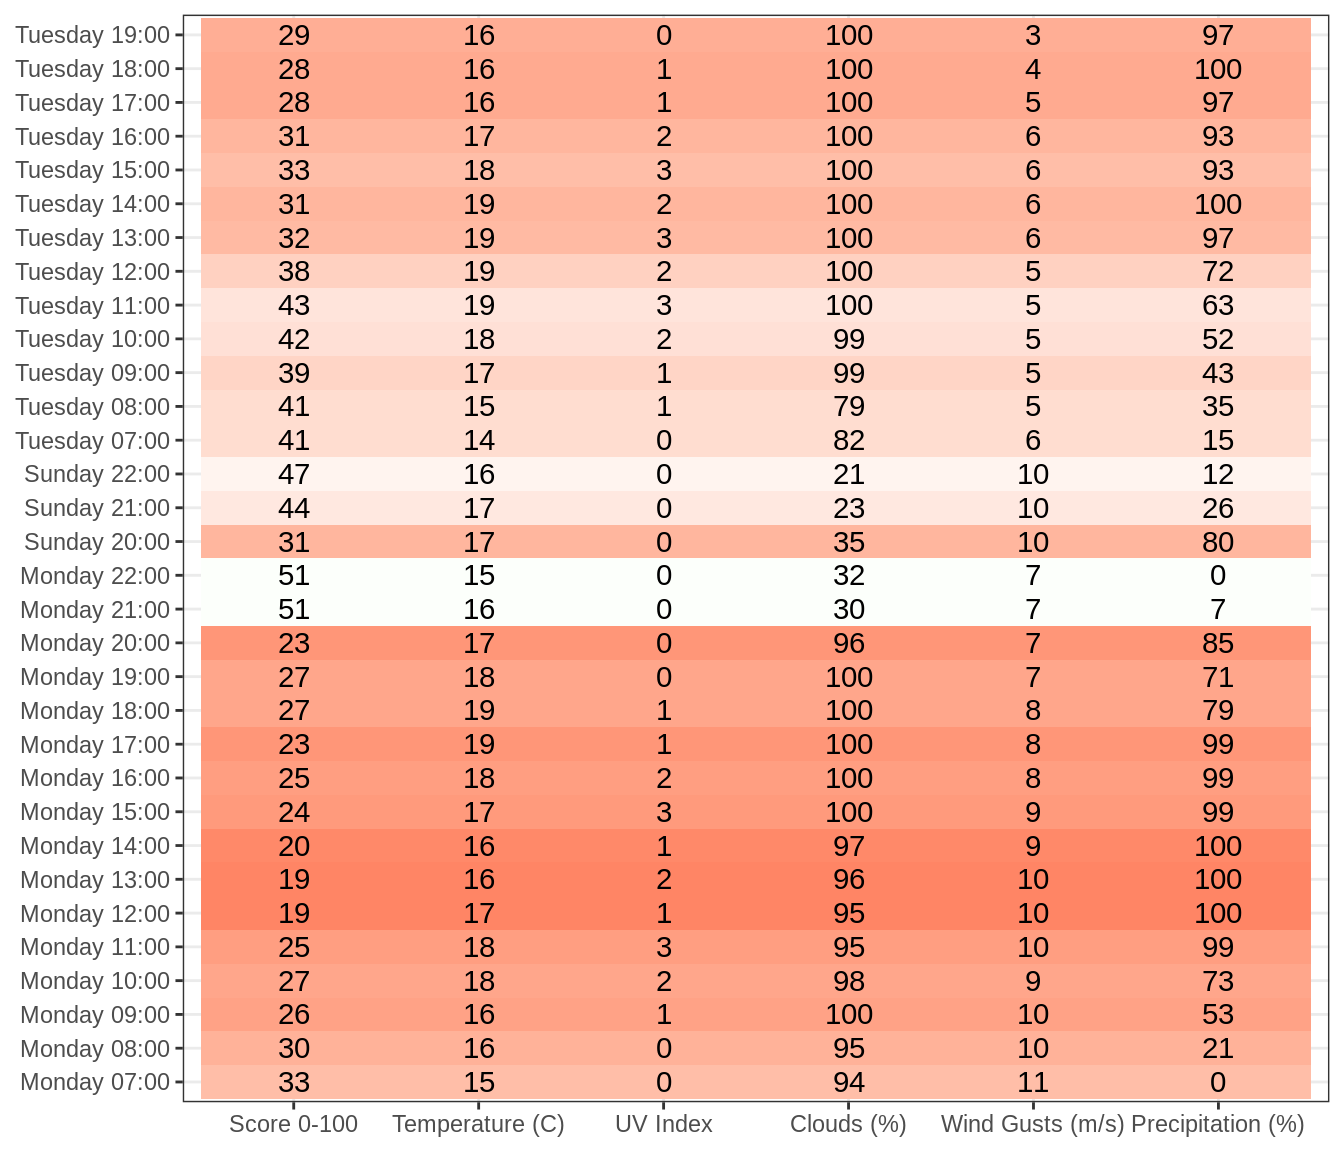 Tuesday 19:00 29 16 0 100 3 97
Tuesday 18:00 28 16 1 100 4 100
Tuesday 17:00 28 16 1 100 5 97
Tuesday 16:00 31 17 2 100 6 93
Tuesday 15:00 33 18 3 100 6 93
Tuesday 14:00 31 19 2 100 6 100
Tuesday 13:00 32 19 3 100 6 97
Tuesday 12:00 38 19 2 100 5 72
Tuesday 11:00 43 19 3 100 5 63
Tuesday 10:00 42 18 2 99 5 52
Tuesday 09:00 39 17 1 99 5 43
Tuesday 08:00 41 15 1 79 5 35
Tuesday 07:00 41 14 0 82 6 15
Sunday 22:00 47 16 0 21 10 12
Sunday 21:00 44 17 0 23 10 26
Sunday 20:00 31 17 0 35 10 80
Monday 22:00 51 15 0 32 7 0
Monday 21:00 51 16 0 30 7 7
Monday 20:00 23 17 0 96 7 85
Monday 19:00 27 18 0 100 7 71
Monday 18:00 27 19 1 100 8 79
Monday 17:00 23 19 1 100 8 99
Monday 16:00 25 18 2 100 8 99
Monday 15:00 24 17 3 100 9 99
Monday 14:00 20 16 1 97 9 100
Monday 13:00 19 16 2 96 10 100
Monday 12:00 19 17 1 95 10 100
Monday 11:00 25 18 3 95 10 99
Monday 10:00 27 18 2 98 9 73
Monday 09:00 26 16 1 100 10 53
Monday 08:00 30 16 0 95 10 21
Monday 07:00 33 15 0 94 11 0
Score 0-100 Temperature (C) UV Index Clouds (%) Wind Gusts (m/s) Precipitation (%)